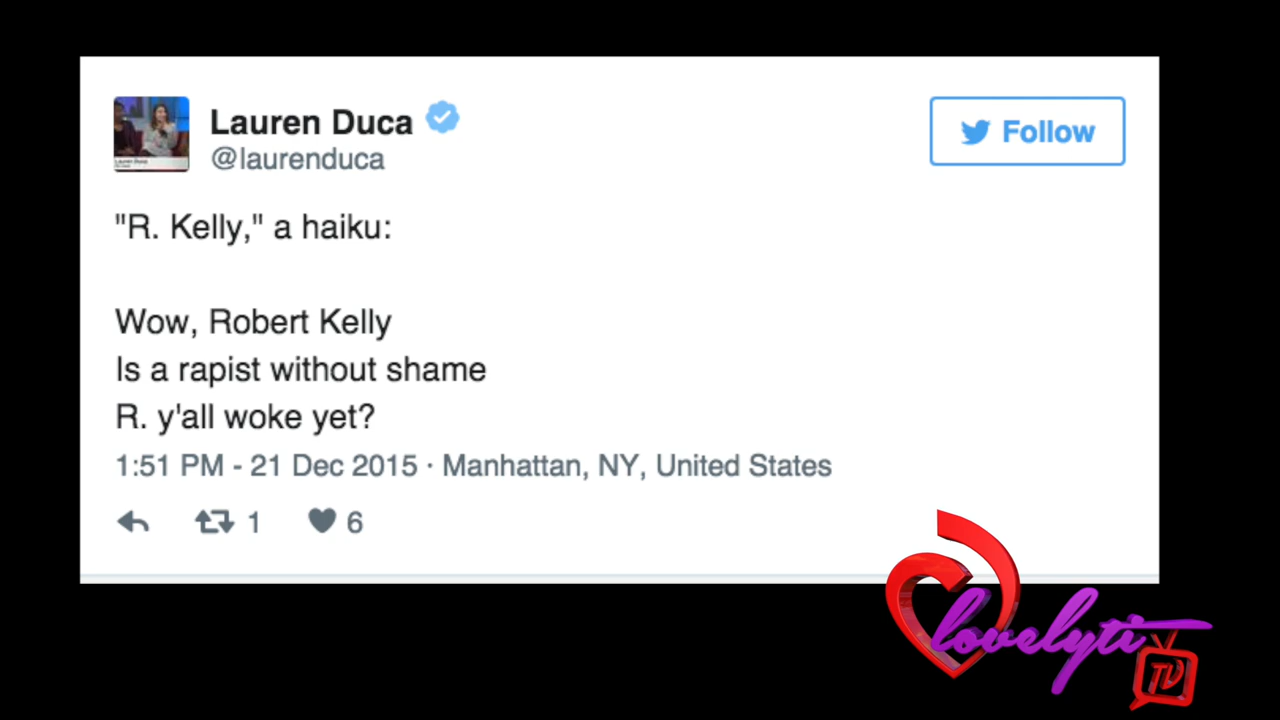 Lauren Duca
@laurenduca
Follow
"R. Kelly," a haiku:
Wow, Robert Kelly
Is a rapist without shame
R. y'all woke yet?
1:51 PM - 21 Dec 2015 · Manhattan, NY, United States
1 6
lovelyti
TV